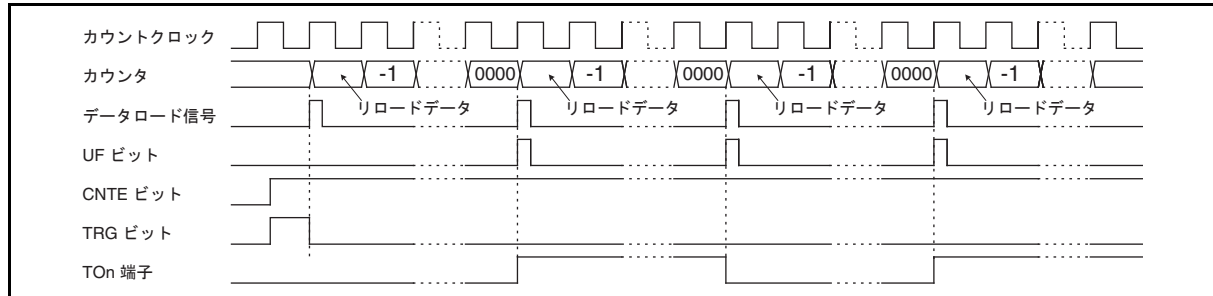 カウントクロック
カウンタ -1 0000 -1 0000 -1 0000 -1
リロードデータ リロードデータ リロードデータ リロードデータ
データロード信号
UF ビット
CNTE ビット
TRG ビット
TOn 端子